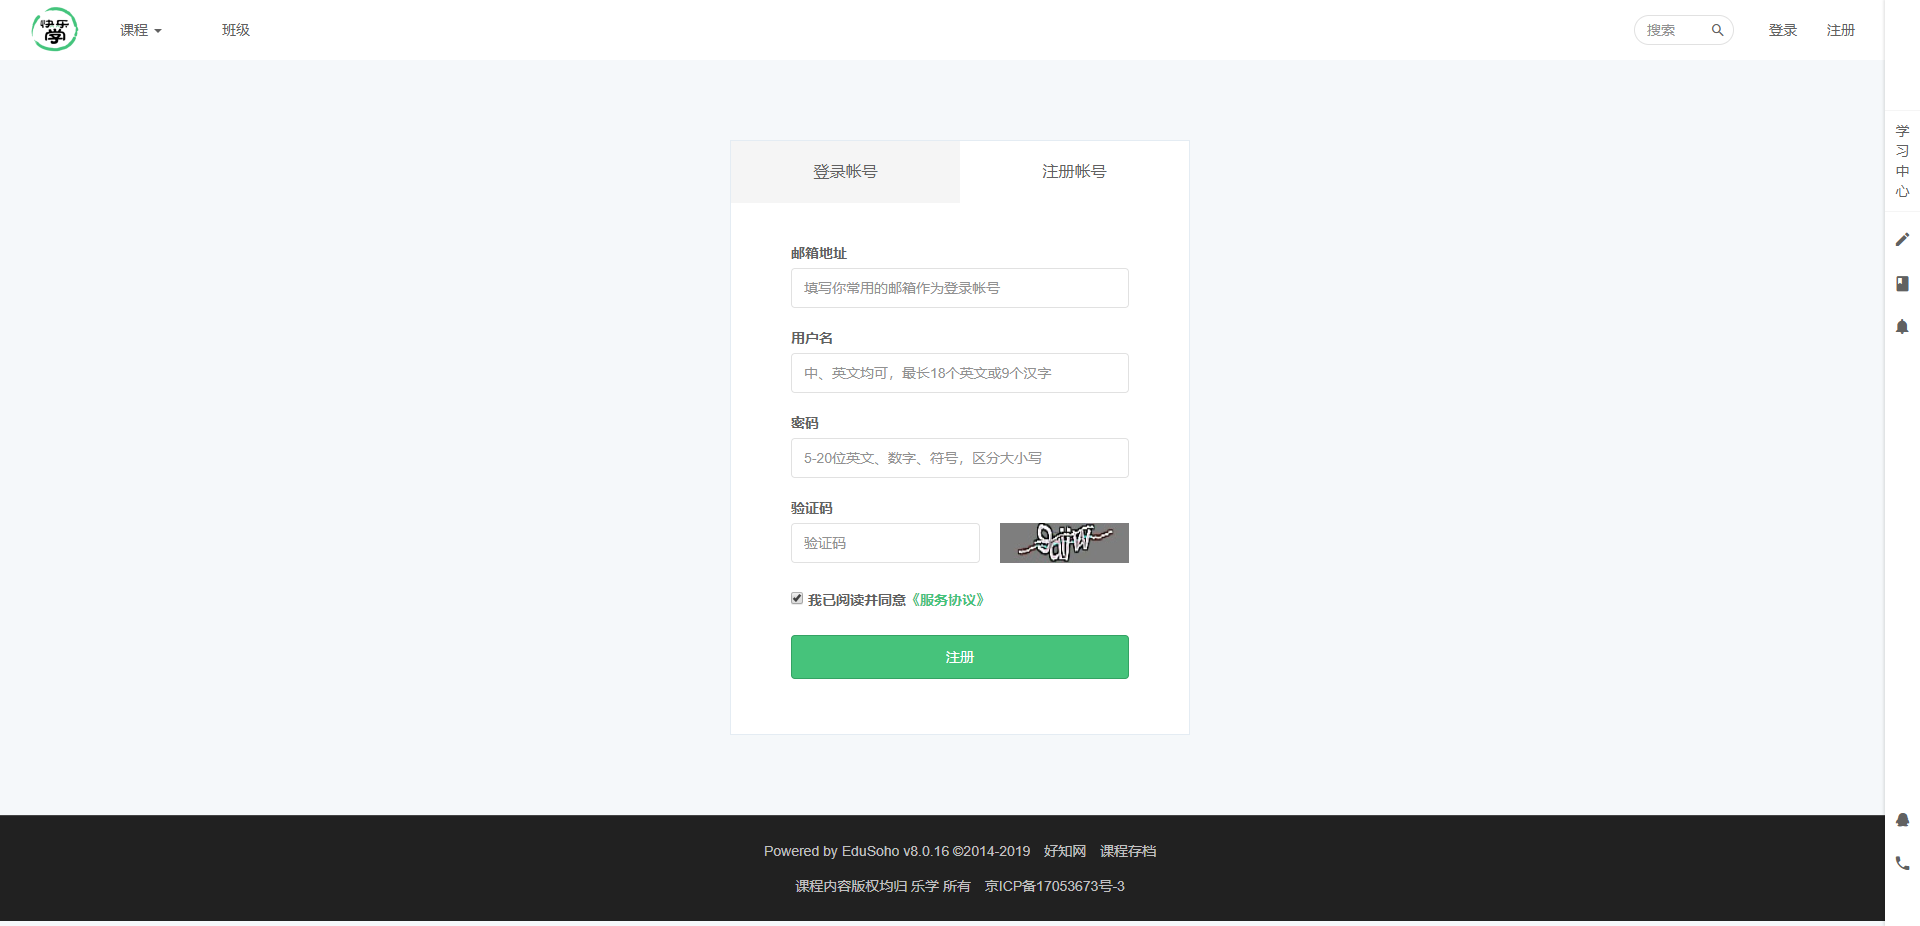 快乐
学
课程
班级
搜索
登录
注册
登录帐号
注册帐号
邮箱地址
填写你常用的邮箱作为登录帐号
用户名
中、英文均可，最长18个英文或9个汉字
密码
5-20位英文、数字、符号，区分大小写
验证码
验证码
我已阅读并同意《服务协议》
注册
学习中心
Powered by EduSoho v8.0.16 ©2014-2019 好知网 课程存档
课程内容版权均归 乐学 所有 京ICP备17053673号-3